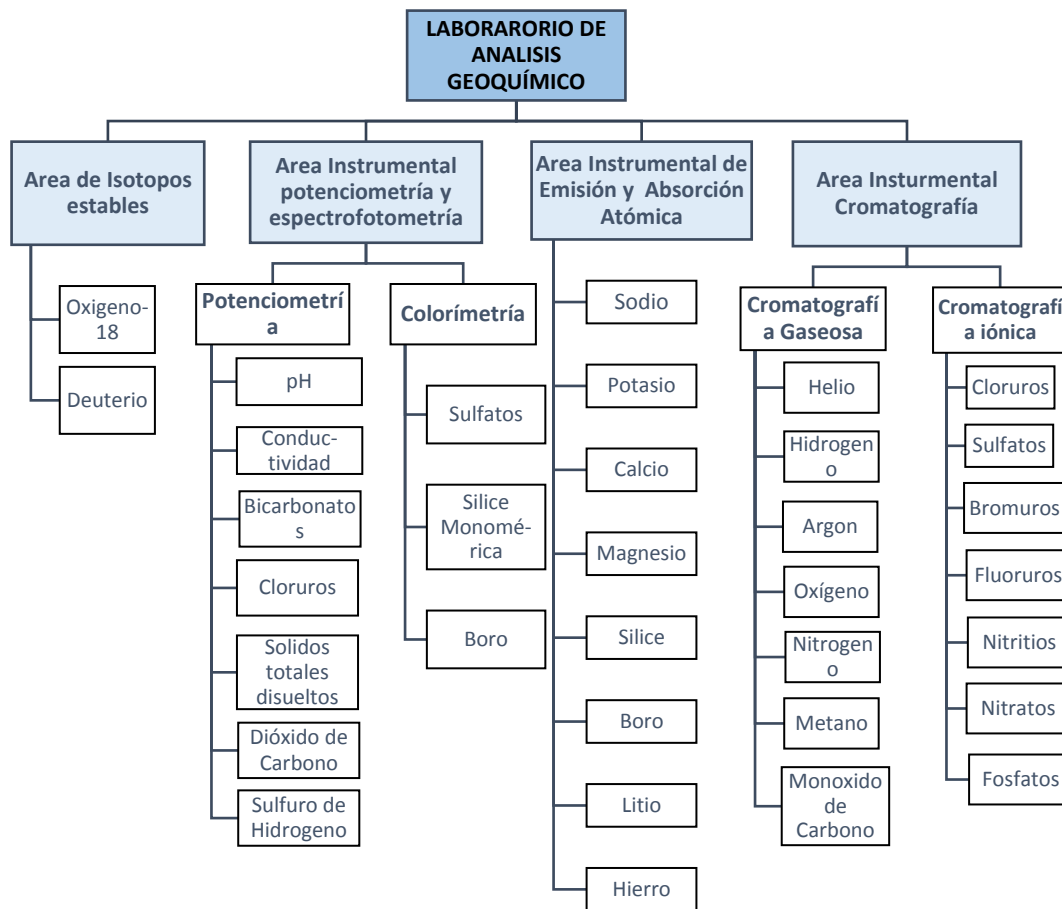 LABORARORIO DE
ANALISIS
GEOQUÍMICO
Area de Isotopos
estables
Oxigeno-
18
Deuterio
Area Instrumental
potenciometría y
espectrofotometría
Potenciometrí
a
pH
Conduc-
tividad
Bicarbonato
s
Cloruros
Solidos
totales
disueltos
Dióxido de
Carbono
Sulfuro de
Hidrogeno
Colorímetría
Sulfatos
Silice
Monomé-
rica
Boro
Area Instrumental de
Emisión y Absorción
Atómica
Sodio
Potasio
Calcio
Magnesio
Silice
Boro
Litio
Hierro
Area Insturmental
Cromatografía
Cromatografí
a Gaseosa
Helio
Hidrogen
o
Argon
Oxígeno
Nitrogen
o
Metano
Monoxido
de
Carbono
Cromatografí
a iónica
Cloruros
Sulfatos
Bromuros
Fluoruros
Nitritios
Nitratos
Fosfatos